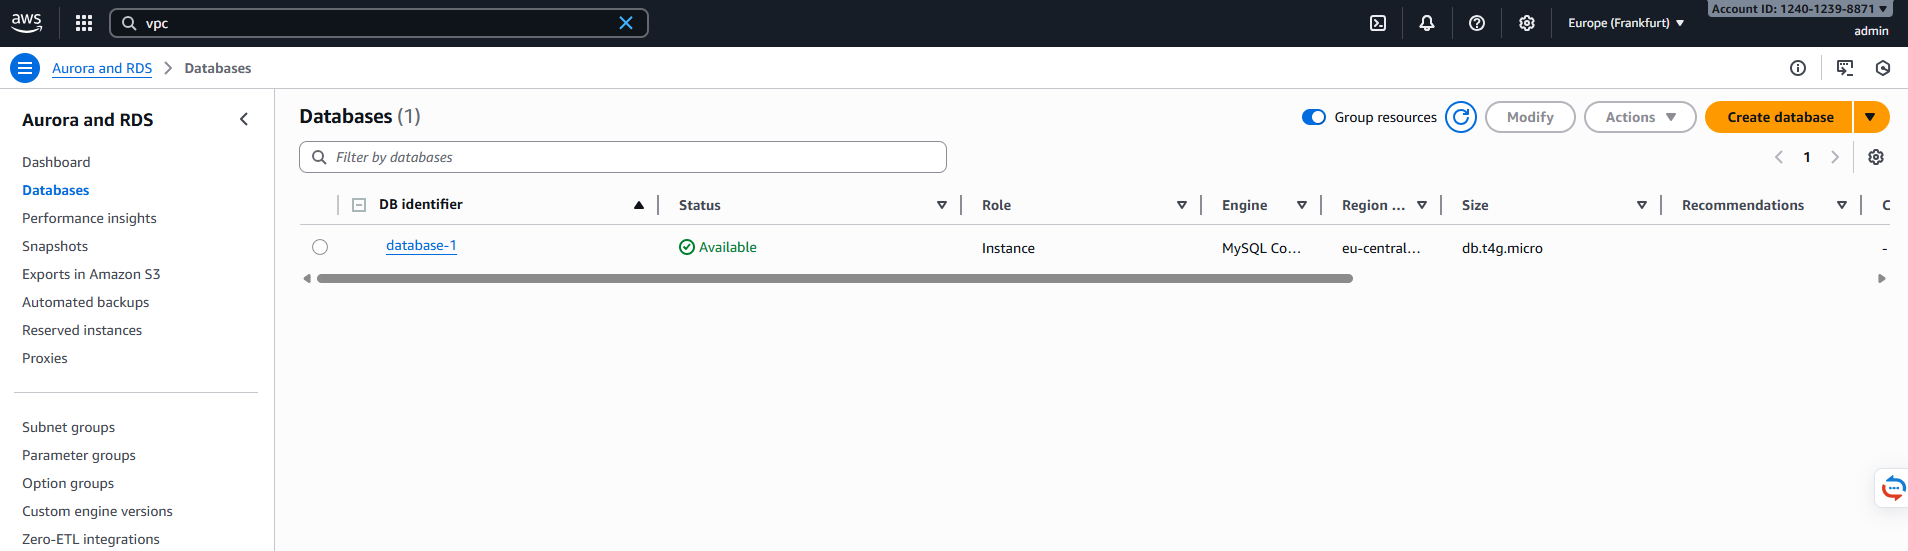 aws
vpc
Europe (Frankfurt)
Account ID: 1240-1239-8871
admin
Aurora and RDS > Databases
Aurora and RDS
Dashboard
Databases
Performance insights
Snapshots
Exports in Amazon S3
Automated backups
Reserved instances
Proxies
Subnet groups
Parameter groups
Option groups
Custom engine versions
Zero-ETL integrations
Databases (1)
Group resources
Modify
Actions
Create database
Filter by databases
1
DB identifier Status Role Engine Region ... Size Recommendations C
database-1 Available Instance MySQL Co... eu-central... db.t4g.micro -